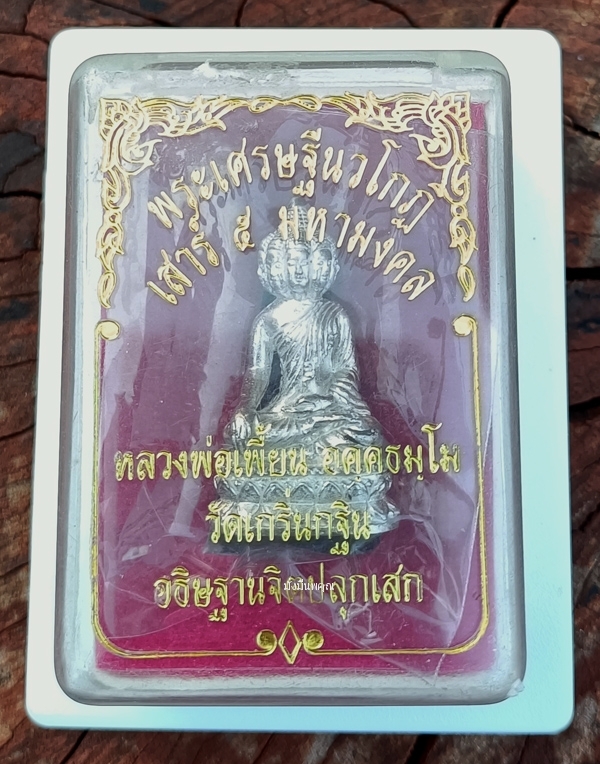 พระเศรษฐีนวโกฏิ
เสาร์ ๕ มหามงคล
หลวงพ่อเพี้ยน อคฺคธมฺโม
วัดเกริ่นกฐิน
อธิษฐานจิตปลุกเสก